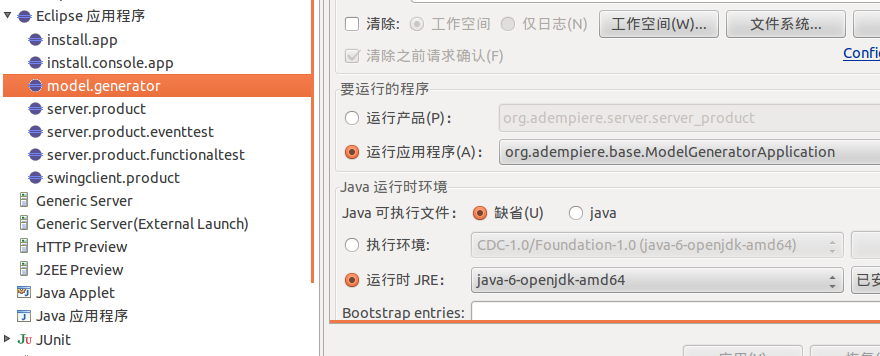 Eclipse 应用程序
install.app
install.console.app
model.generator
server.product
server.product.eventtest
server.product.functionaltest
swingclient.product
Generic Server
Generic Server(External Launch)
HTTP Preview
J2EE Preview
Java Applet
Java 应用程序
JUnit
清除: 工作空间 仅日志(N) 工作空间(W)... 文件系统...
清除之前请求确认(F) Confi
要运行的程序
运行产品(P): org.adempiere.server.server_product
运行应用程序(A): org.adempiere.base.ModelGeneratorApplication
Java 运行时环境
Java 可执行文件: 缺省(U) java
执行环境: CDC-1.0/Foundation-1.0 (java-6-openjdk-amd64)
运行时 JRE: java-6-openjdk-amd64 已安
Bootstrap entries: